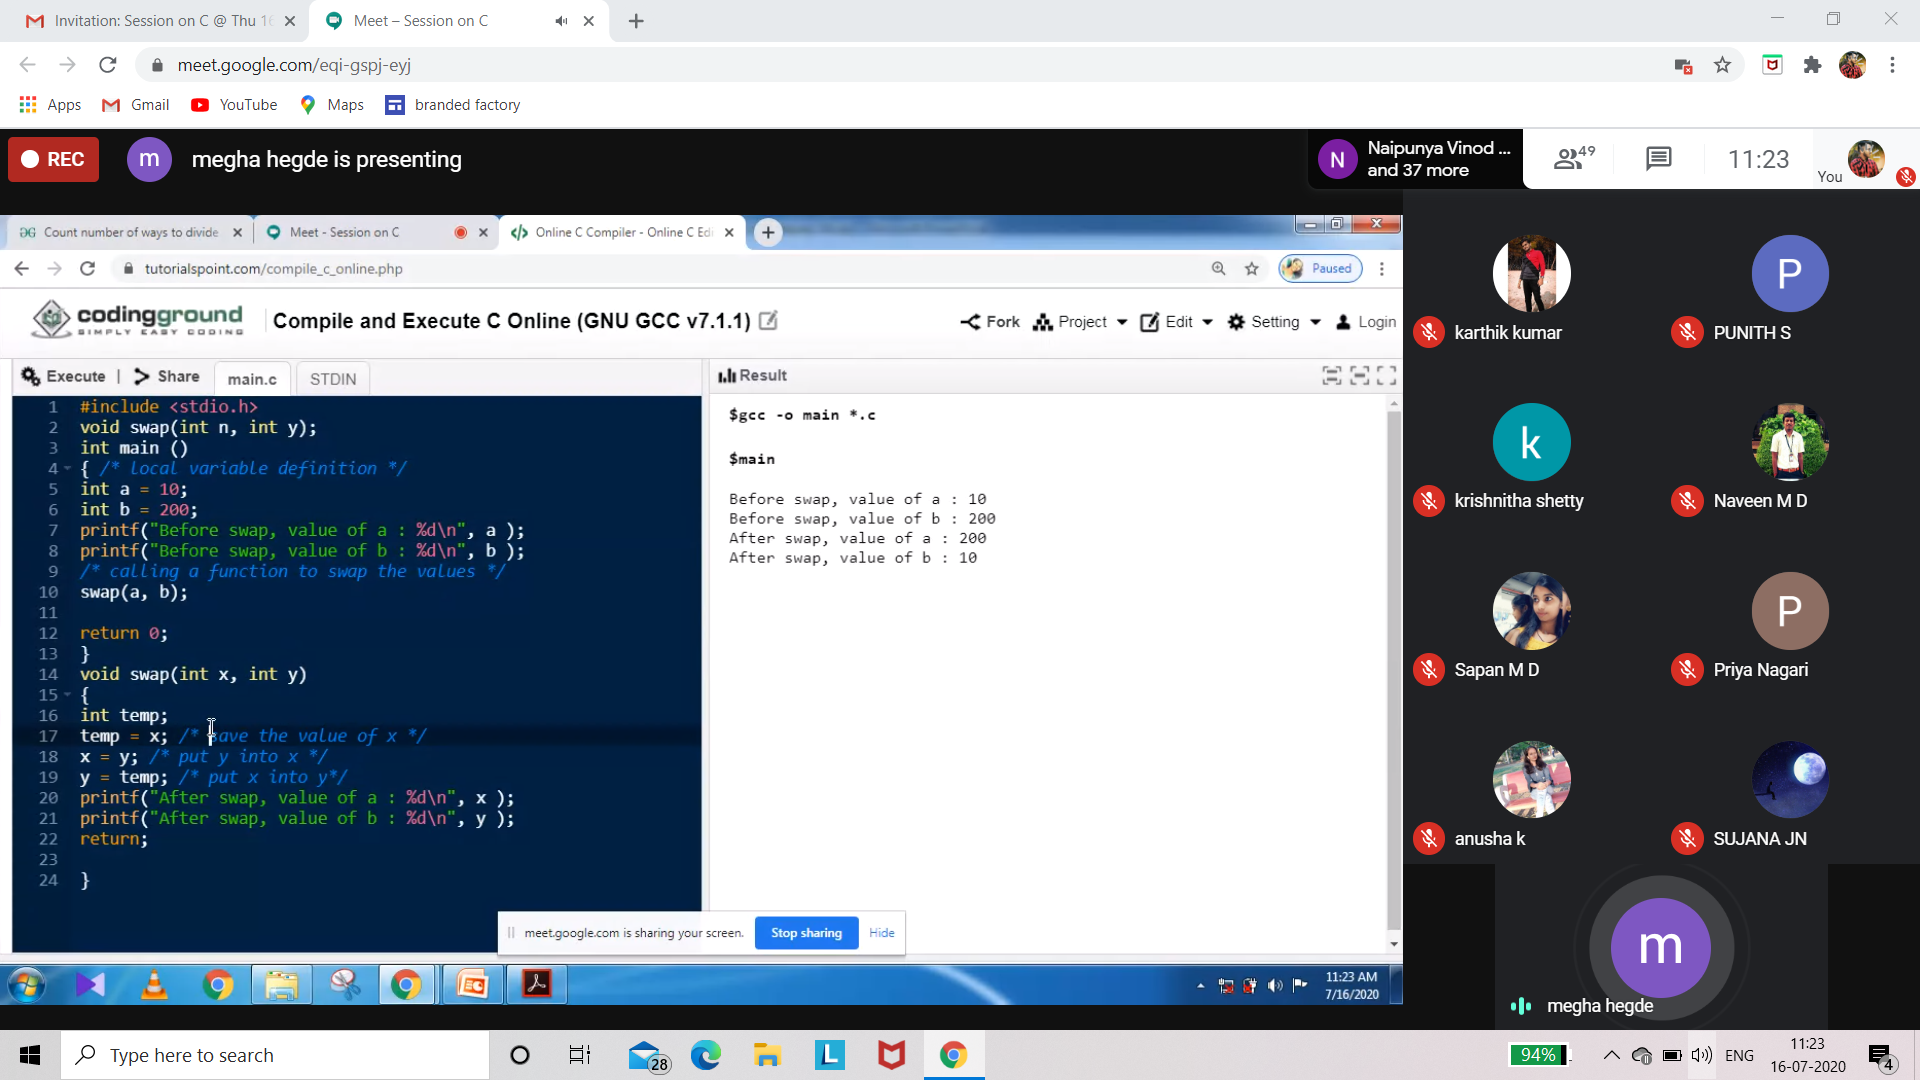 Invitation: Session on C @ Thu 16
Meet – Session on C
meet.google.com/eqi-gspj-eyj
Apps
Gmail
YouTube
Maps
branded factory
REC
m
megha hegde is presenting
N
Naipunya Vinod ...
and 37 more
49
11:23
You
Count number of ways to divide
Meet - Session on C
Online C Compiler - Online C Edi
tutorialspoint.com/compile_c_online.php
Paused
codingground
SIMPLY EASY CODING
Compile and Execute C Online (GNU GCC v7.1.1)
Fork
Project
Edit
Setting
Login
Execute | Share
main.c
STDIN
Result
1 #include <stdio.h>
2 void swap(int n, int y);
3 int main ()
4 { /* local variable definition */
5 int a = 10;
6 int b = 200;
7 printf("Before swap, value of a : %d\n", a );
8 printf("Before swap, value of b : %d\n", b );
9 /* calling a function to swap the values */
10 swap(a, b);
11
12 return 0;
13 }
14 void swap(int x, int y)
15 {
16 int temp;
17 temp = x; /* save the value of x */
18 x = y; /* put y into x */
19 y = temp; /* put x into y*/
20 printf("After swap, value of a : %d\n", x );
21 printf("After swap, value of b : %d\n", y );
22 return;
23
24 }
$gcc -o main *.c
$main
Before swap, value of a : 10
Before swap, value of b : 200
After swap, value of a : 200
After swap, value of b : 10
meet.google.com is sharing your screen.
Stop sharing
Hide
11:23 AM
7/16/2020
karthik kumar
P
PUNITH S
k
krishnitha shetty
Naveen M D
Sapan M D
P
Priya Nagari
anusha k
SUJANA JN
m
megha hegde
Type here to search
28
L
94%
ENG
11:23
16-07-2020
4